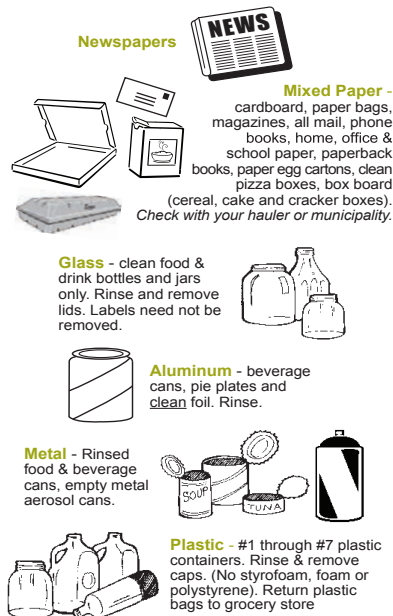 Newspapers
NEWS
Mixed Paper -
cardboard, paper bags,
magazines, all mail, phone
books, home, office &
school paper, paperback
books, paper egg cartons, clean
pizza boxes, box board
(cereal, cake and cracker boxes).
Check with your hauler or municipality.
Glass - clean food &
drink bottles and jars
only. Rinse and remove
lids. Labels need not be
removed.
Aluminum - beverage
cans, pie plates and
clean foil. Rinse.
Metal - Rinsed
food & beverage
cans, empty metal
aerosol cans.
SOUP
TUNA
Plastic - #1 through #7 plastic
containers. Rinse & remove
caps. (No styrofoam, foam or
polystyrene). Return plastic
bags to grocery store